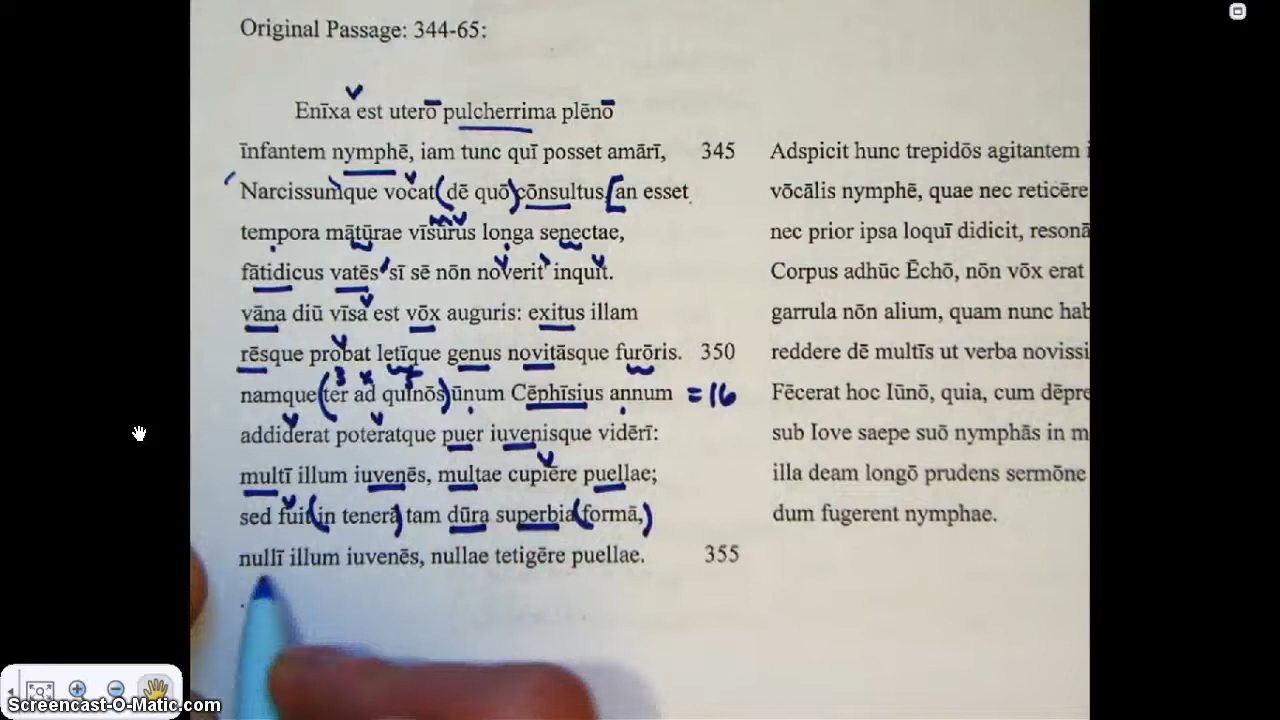 Original Passage: 344-65:
Enīxa est uterō pulcherrima plēnō
īnfantem nymphē, iam tunc quī posset amārī, 345
Narcissumque vocat dē quō cōnsultus, an esset
tempora mātūrae vīsūrus longa senectae,
fātidicus vatēs sī sē nōn noverit inquit.
vāna diū vīsa est vōx auguris: exitus illam
rēsque probat letīque genus novitāsque furōris. 350
3 x 5
namque ter ad quīnōs ūnum Cēphīsius annum = 16
addiderat poteratque puer iuvenisque vidērī:
multī illum iuvenēs, multae cupiēre puellae;
sed fuit in tenerā tam dūra superbia formā,
nullī illum iuvenēs, nullae tetigēre puellae. 355
Adspicit hunc trepidōs agitantem
vōcālis nymphē, quae nec reticēre
nec prior ipsa loquī didicit, resonā
Corpus adhūc Ēchō, nōn vōx erat
garrula nōn alium, quam nunc hab
reddere dē multīs ut verba novissi
Fēcerat hoc Iūnō, quia, cum dēpre
sub Iove saepe suō nymphās in m
illa deam longō prudens sermōne
dum fugerent nymphae.
Screencast-O-Matic.com